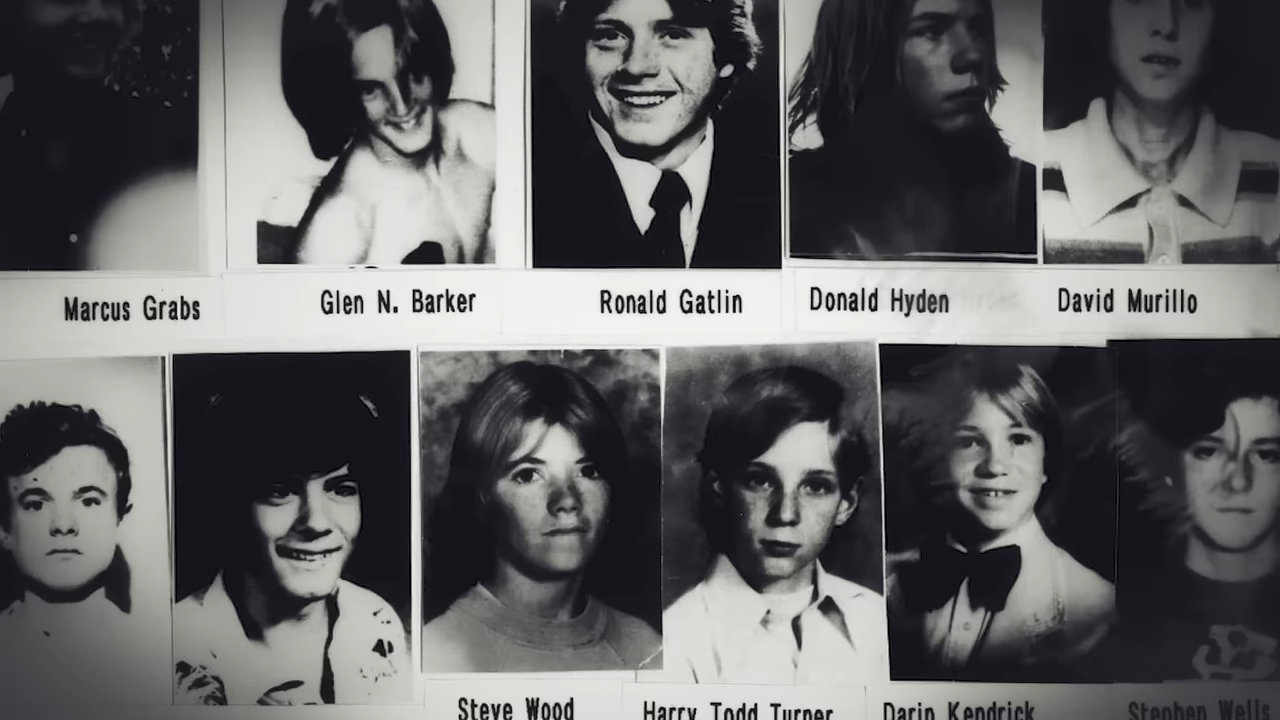 Marcus Grabs
Glen N. Barker
Ronald Gatlin
Donald Hyden
David Murillo
Steve Wood
Harry Todd Turner
Darin Kendrick
Stephen Wells